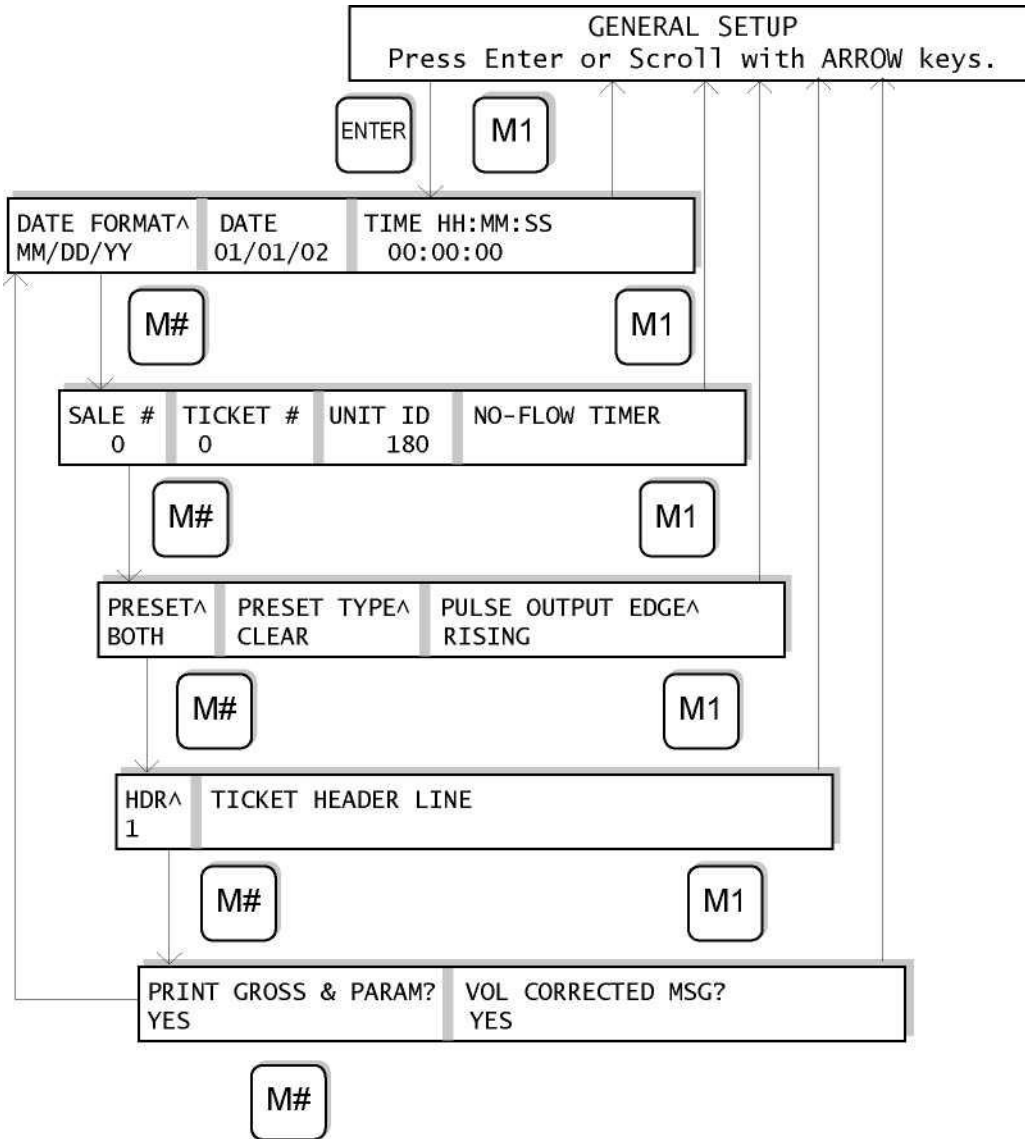 GENERAL SETUP
Press Enter or Scroll with ARROW keys.
ENTER
M1
DATE FORMAT^ DATE TIME HH:MM:SS
MM/DD/YY 01/01/02 00:00:00
M# M1
SALE # TICKET # UNIT ID NO-FLOW TIMER
0 0 180
M# M1
PRESET^ PRESET TYPE^ PULSE OUTPUT EDGE^
BOTH CLEAR RISING
M# M1
HDR^ TICKET HEADER LINE
1
M# M1
PRINT GROSS & PARAM? VOL CORRECTED MSG?
YES YES
M#